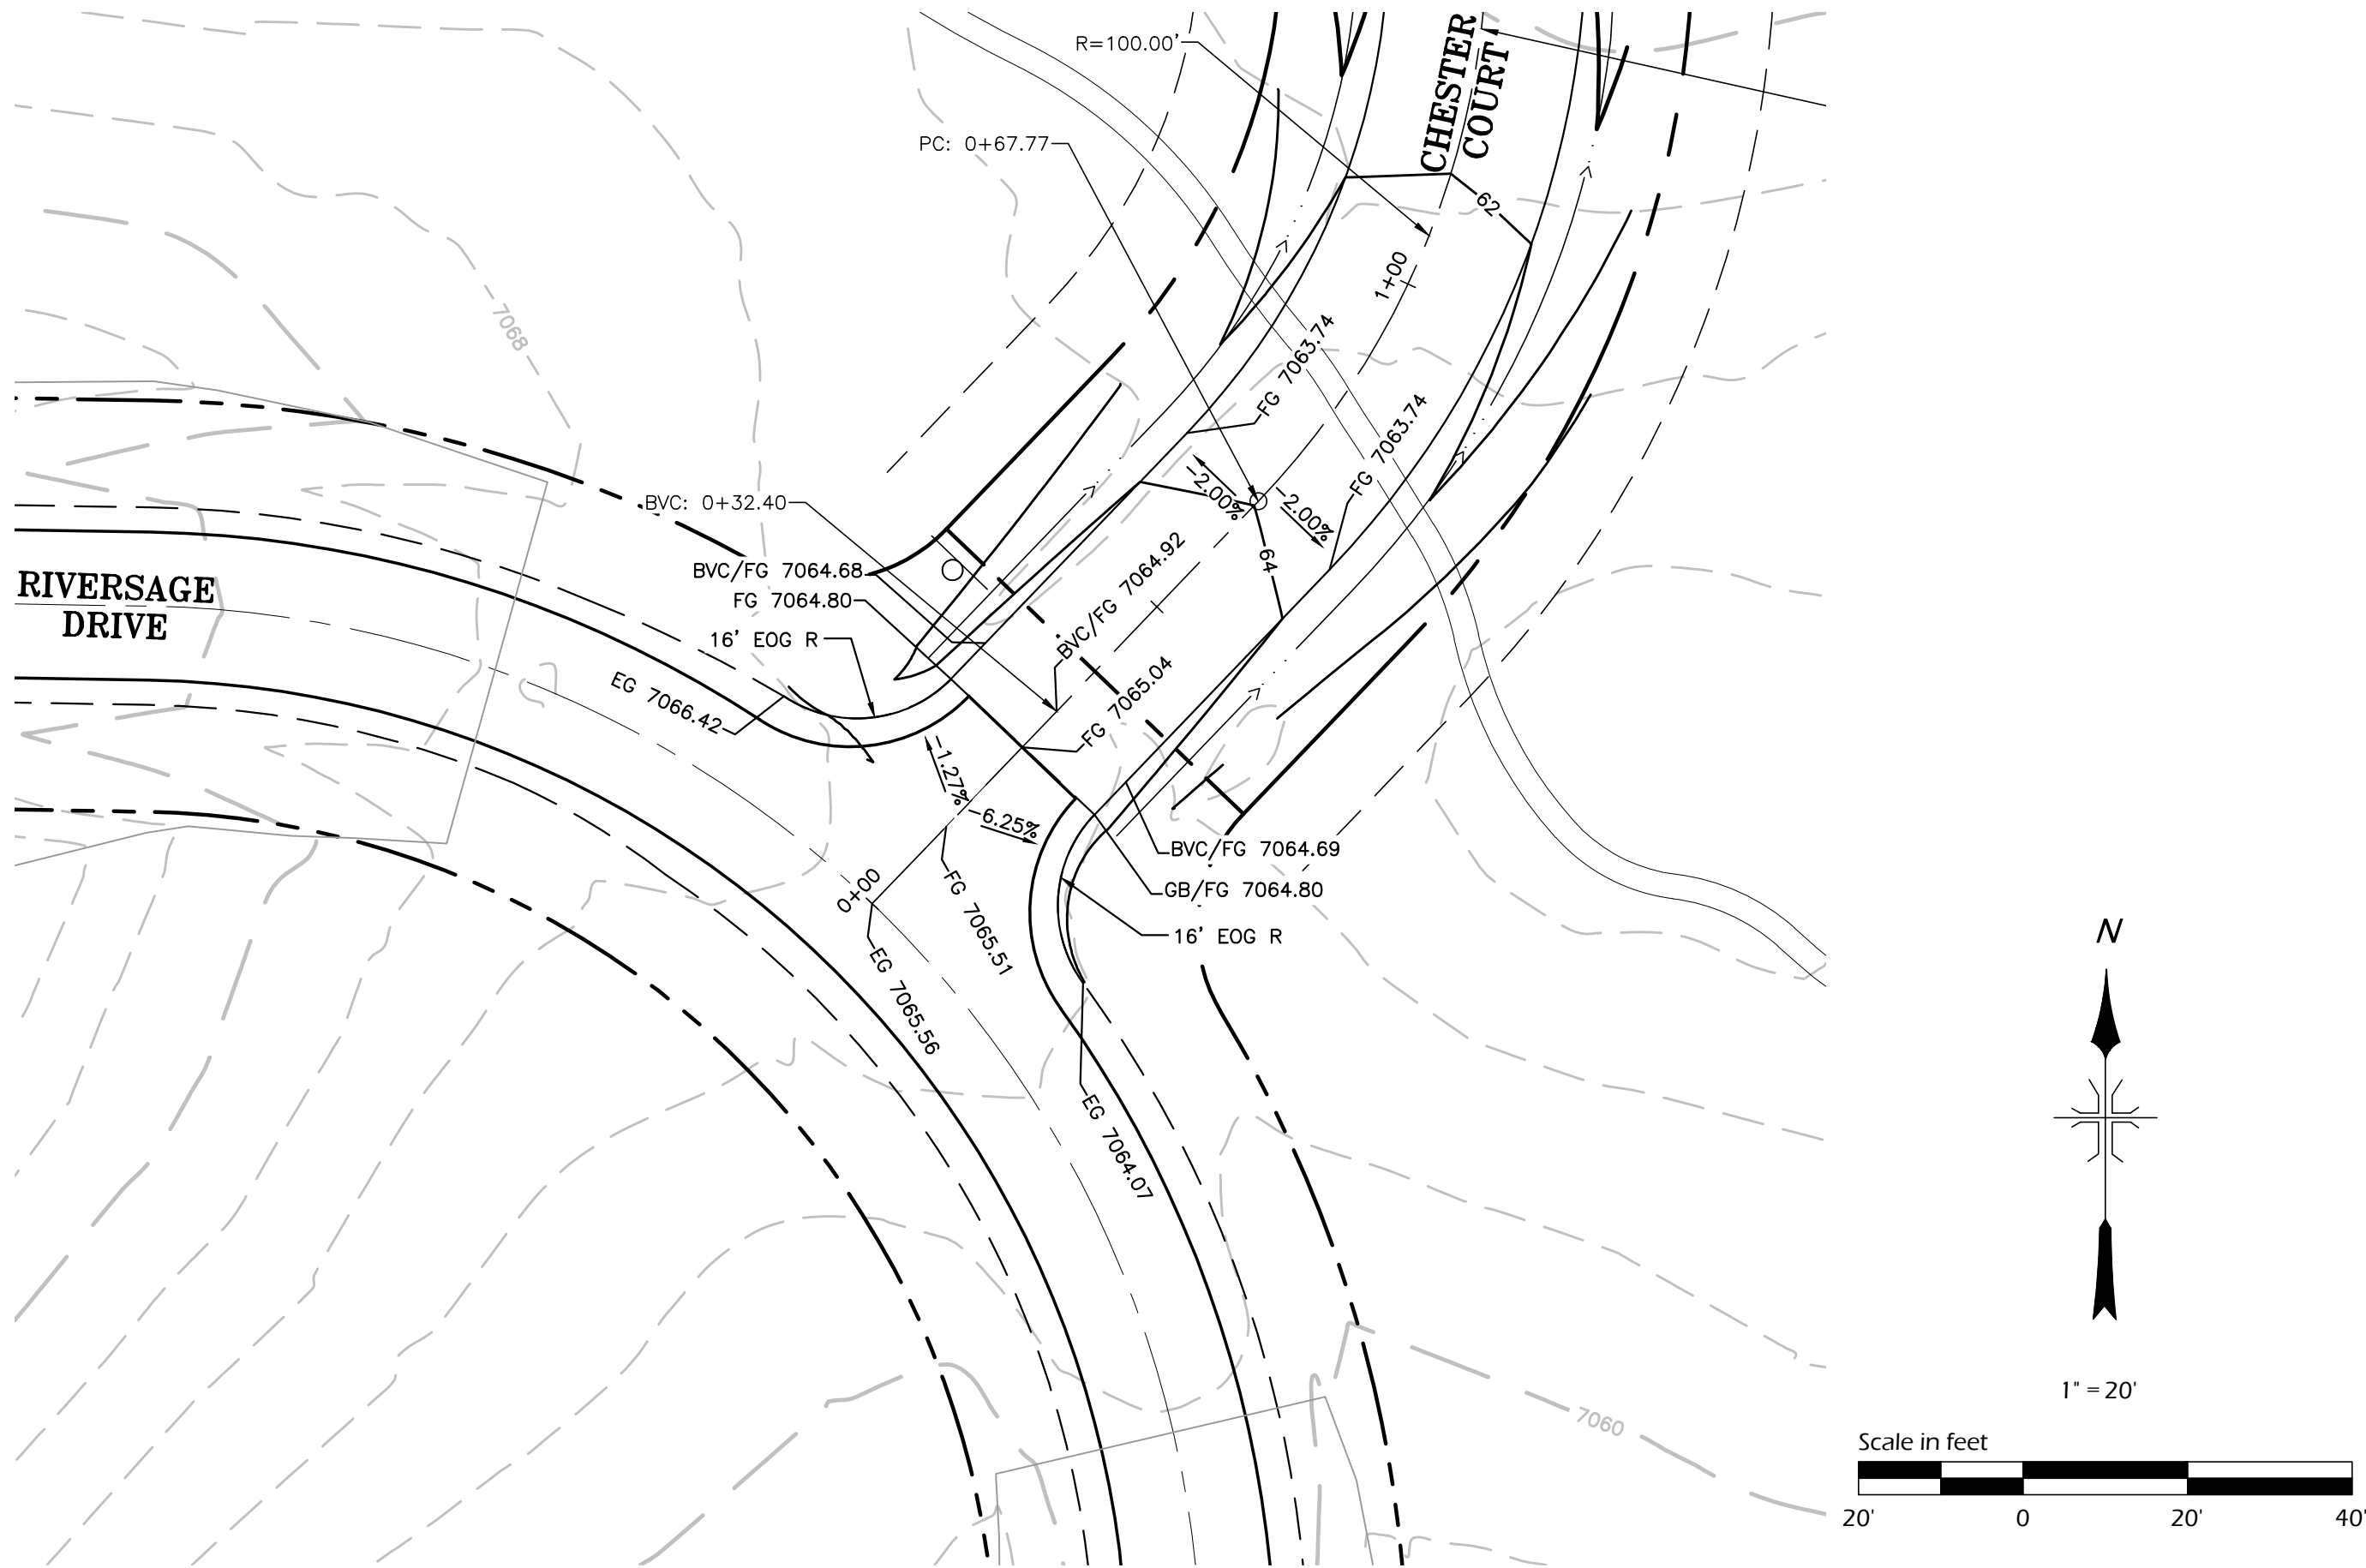 R=100.00'
CHESTER
COURT
PC: 0+67.77
62
1+00
7068
FG 7063.74
FG 7063.74
BVC: 0+32.40
-2.00%
-2.00%
64
BVC/FG 7064.68
FG 7064.80
16' EOG R
BVC/FG 7064.92
RIVERSAGE
DRIVE
EG 7066.42
FG 7065.04
-1.27%
-6.25%
BVC/FG 7064.69
GB/FG 7064.80
0+00
FG 7065.51
16' EOG R
EG 7065.56
EG 7064.07
N
1" = 20'
7060
Scale in feet
20' 0 20' 40'